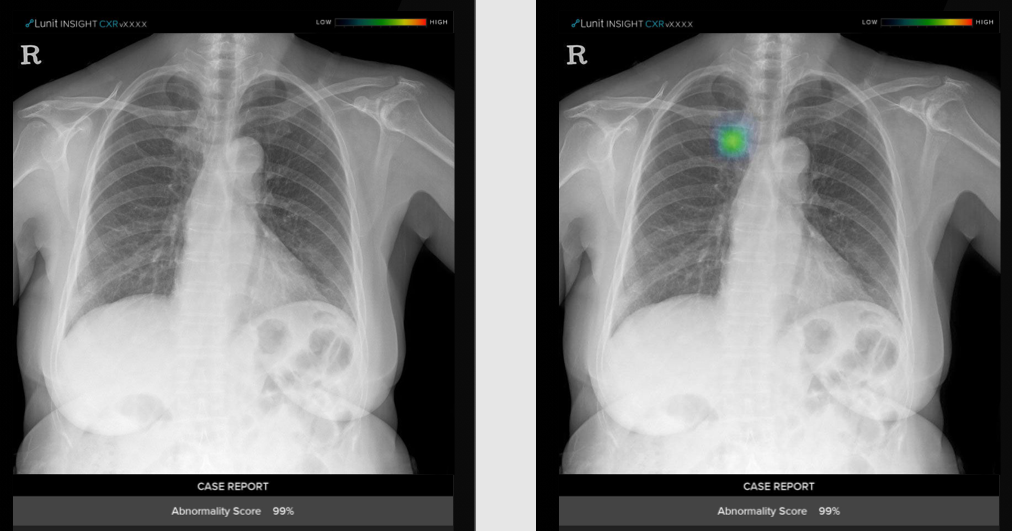 Lunit INSIGHT CXR vXXXX
LOW HIGH
R
CASE REPORT
Abnormality Score 99%
Lunit INSIGHT CXR vXXXX
LOW HIGH
R
CASE REPORT
Abnormality Score 99%